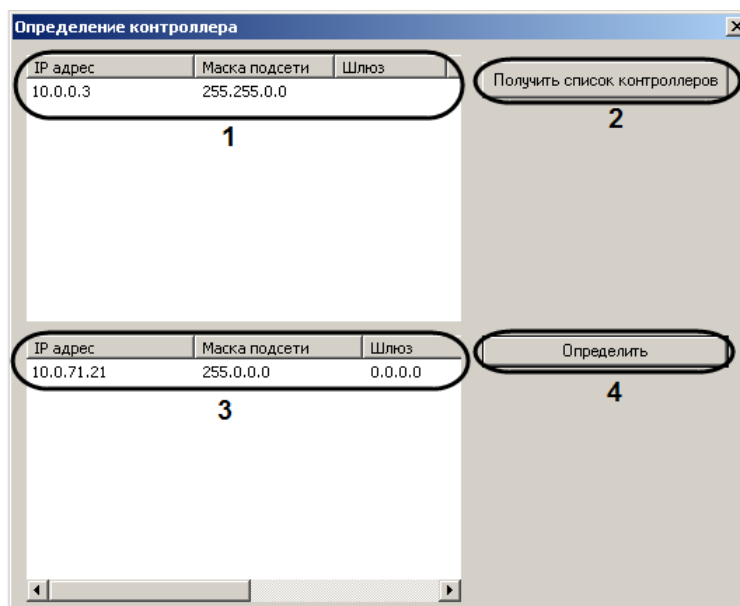 Определение контроллера
IP адрес Маска подсети Шлюз
10.0.0.3 255.255.0.0
1
Получить список контроллеров
2
IP адрес Маска подсети Шлюз
10.0.71.21 255.0.0.0 0.0.0.0
3
Определить
4